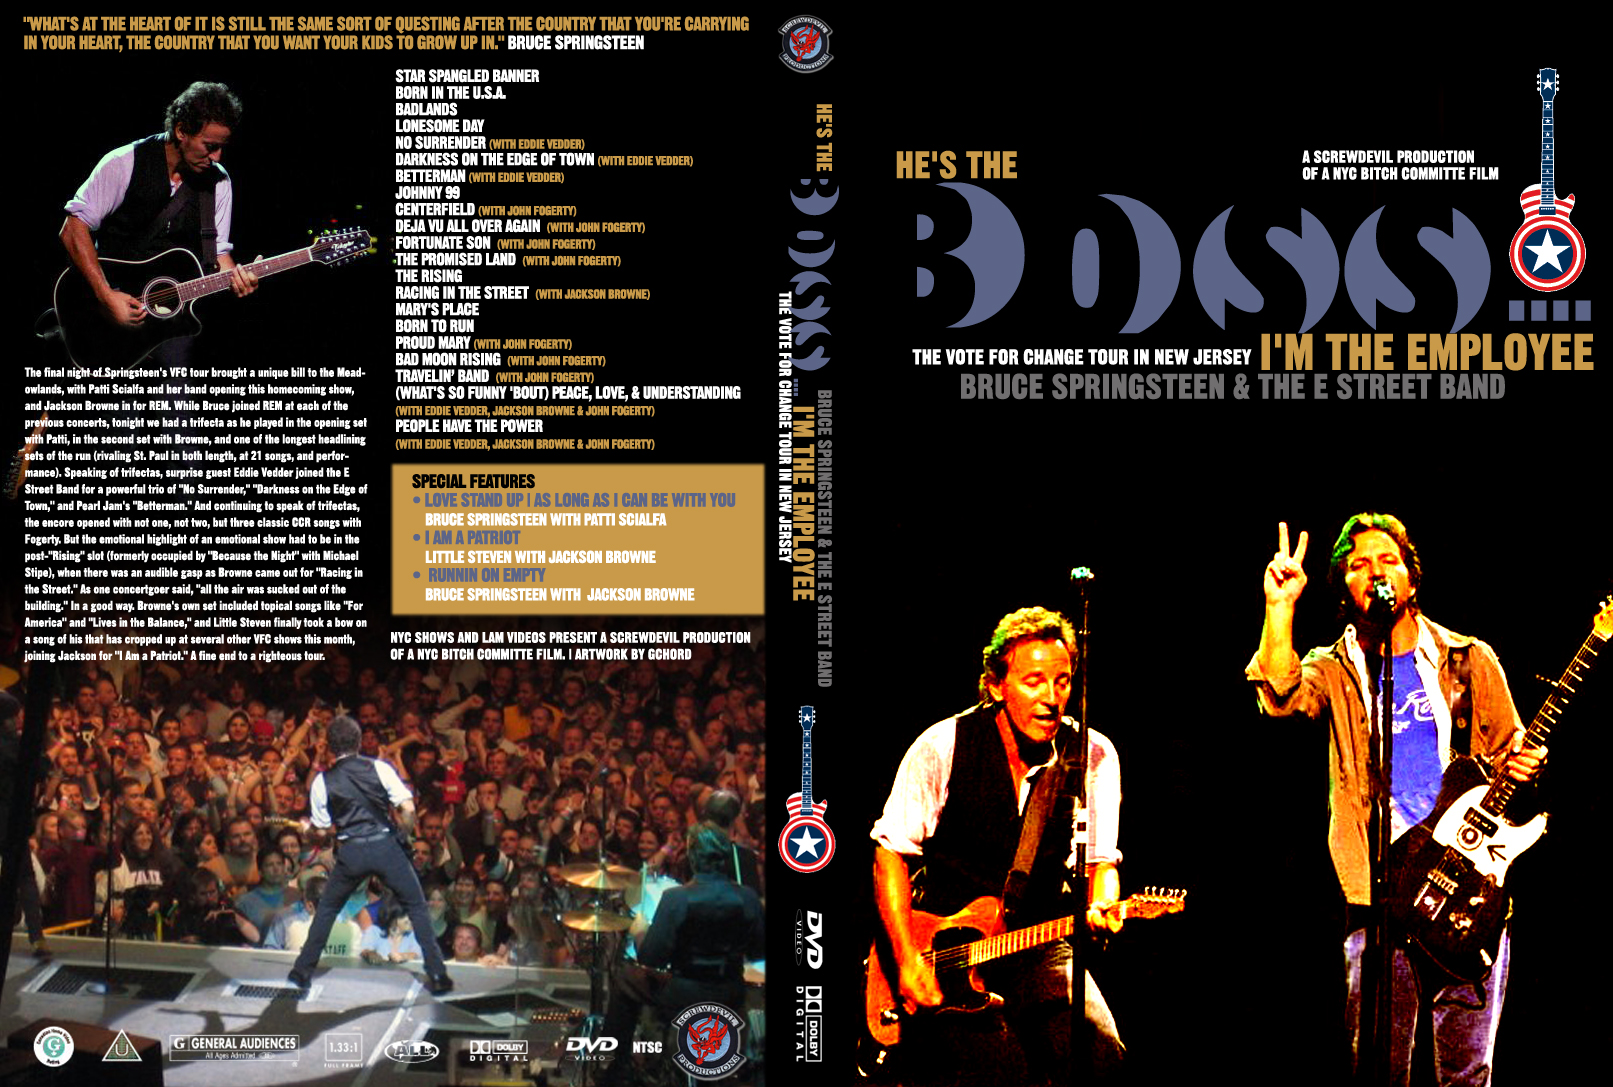 "WHAT'S AT THE HEART OF IT IS STILL THE SAME SORT OF QUESTING AFTER THE COUNTRY THAT YOU'RE CARRYING
IN YOUR HEART, THE COUNTRY THAT YOU WANT YOUR KIDS TO GROW UP IN." BRUCE SPRINGSTEEN
STAR SPANGLED BANNER
BORN IN THE U.S.A.
BADLANDS
LONESOME DAY
NO SURRENDER (WITH EDDIE VEDDER)
DARKNESS ON THE EDGE OF TOWN (WITH EDDIE VEDDER)
BETTERMAN (WITH EDDIE VEDDER)
JOHNNY 99
CENTERFIELD (WITH JOHN FOGERTY)
DEJA VU ALL OVER AGAIN (WITH JOHN FOGERTY)
FORTUNATE SON (WITH JOHN FOGERTY)
THE PROMISED LAND (WITH JOHN FOGERTY)
THE RISING
RACING IN THE STREET (WITH JACKSON BROWNE)
MARY'S PLACE
BORN TO RUN
PROUD MARY (WITH JOHN FOGERTY)
BAD MOON RISING (WITH JOHN FOGERTY)
TRAVELIN' BAND (WITH JOHN FOGERTY)
(WHAT'S SO FUNNY 'BOUT) PEACE, LOVE, & UNDERSTANDING
(WITH EDDIE VEDDER, JACKSON BROWNE & JOHN FOGERTY)
PEOPLE HAVE THE POWER
(WITH EDDIE VEDDER, JACKSON BROWNE & JOHN FOGERTY)
The final night of Springsteen's VFC tour brought a unique bill to the Mead-
owlands, with Patti Scialfa and her band opening this homecoming show,
and Jackson Browne in for REM. While Bruce joined REM at each of the
previous concerts, tonight we had a trifecta as he played in the opening set
with Patti, in the second set with Browne, and one of the longest headlining
sets of the run (rivaling St. Paul in both length, at 21 songs, and perfor-
mance). Speaking of trifectas, surprise guest Eddie Vedder joined the E
Street Band for a powerful trio of "No Surrender," "Darkness on the Edge of
Town," and Pearl Jam's "Betterman." And continuing to speak of trifectas,
the encore opened with not one, not two, but three classic CCR songs with
Fogerty. But the emotional highlight of an emotional show had to be in the
post-"Rising" slot (formerly occupied by "Because the Night" with Michael
Stipe), when there was an audible gasp as Browne came out for "Racing in
the Street." As one concertgoer said, "all the air was sucked out of the
building." In a good way. Browne's own set included topical songs like "For
America" and "Lives in the Balance," and Little Steven finally took a bow on
a song of his that has cropped up at several other VFC shows this month,
joining Jackson for "I Am a Patriot." A fine end to a righteous tour.
SPECIAL FEATURES
• LOVE STAND UP | AS LONG AS I CAN BE WITH YOU
BRUCE SPRINGSTEEN WITH PATTI SCIALFA
• I AM A PATRIOT
LITTLE STEVEN WITH JACKSON BROWNE
• RUNNIN ON EMPTY
BRUCE SPRINGSTEEN WITH JACKSON BROWNE
NYC SHOWS AND LAM VIDEOS PRESENT A SCREWDEVIL PRODUCTION
OF A NYC BITCH COMMITTE FILM. | ARTWORK BY GCHORD
STAFF
G
U
G GENERAL AUDIENCES
All Ages Admitted
1.33:1
FULL FRAME
ALL
DOLBY
DIGITAL
DVD
VIDEO
NTSC
SCREWDEVIL
PRODUCTIONS
HE'S THE
BOSS....
I'M THE EMPLOYEE
THE VOTE FOR CHANGE TOUR IN NEW JERSEY
BRUCE SPRINGSTEEN & THE E STREET BAND
DVD
VIDEO
DOLBY
DIGITAL
HE'S THE
A SCREWDEVIL PRODUCTION
OF A NYC BITCH COMMITTE FILM
BOSS....
THE VOTE FOR CHANGE TOUR IN NEW JERSEY I'M THE EMPLOYEE
BRUCE SPRINGSTEEN & THE E STREET BAND